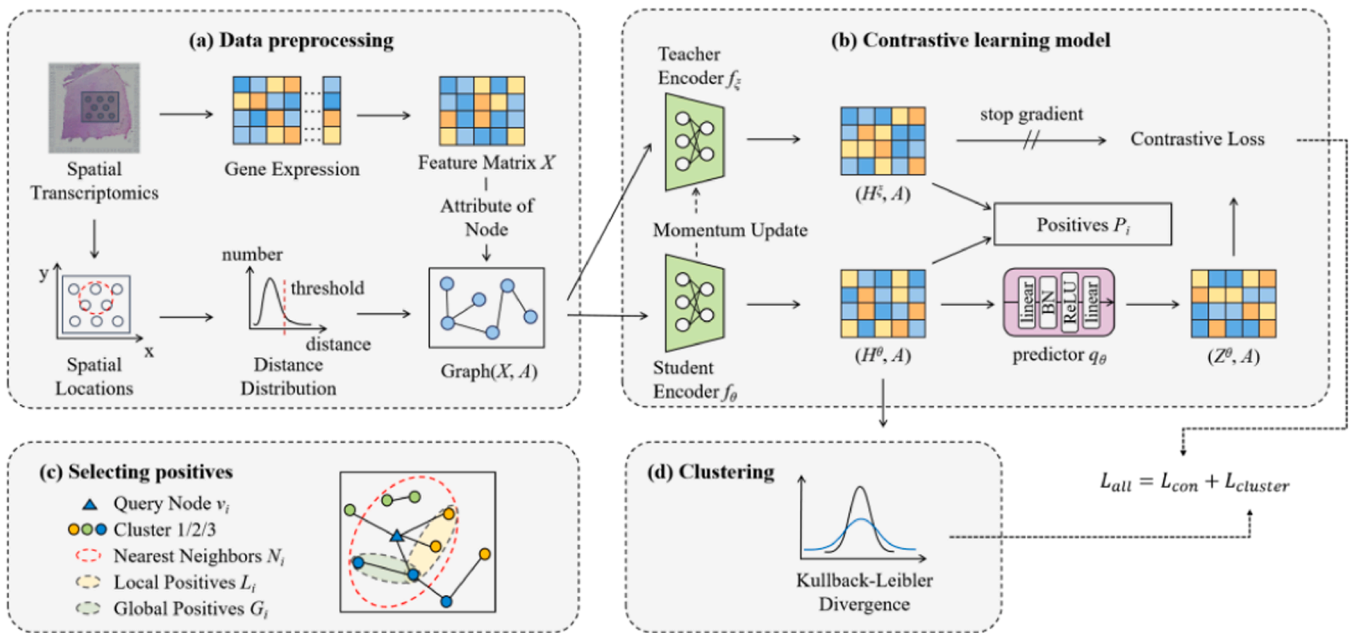 (a) Data preprocessing
Spatial
Transcriptomics
Gene Expression
Feature Matrix X
Attribute of
Node
y
x
Spatial
Locations
number
threshold
distance
Distance
Distribution
Graph(X, A)
(b) Contrastive learning model
Teacher
Encoder fξ
(Hξ, A)
stop gradient
Contrastive Loss
Momentum Update
Positives Pi
Student
Encoder fθ
(Hθ, A)
linear
BN
ReLU
linear
predictor qθ
(Zθ, A)
(c) Selecting positives
Query Node vi
Cluster 1/2/3
Nearest Neighbors Ni
Local Positives Li
Global Positives Gi
(d) Clustering
Kullback-Leibler
Divergence
Lall = Lcon + Lcluster